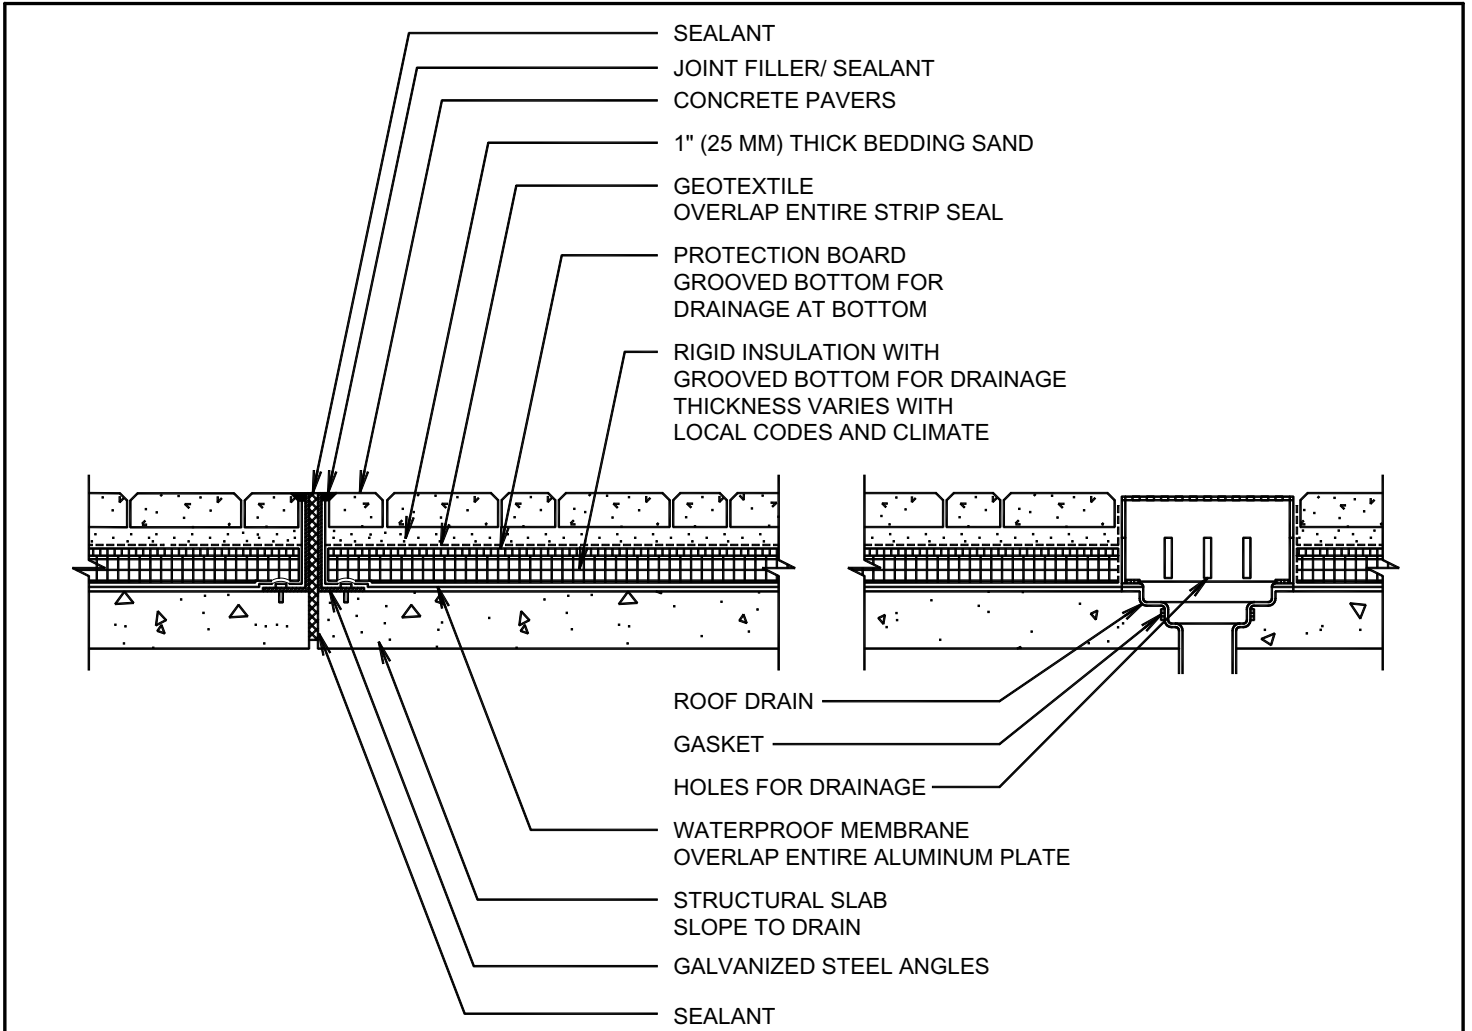 SEALANT
JOINT FILLER/ SEALANT
CONCRETE PAVERS
1" (25 MM) THICK BEDDING SAND
GEOTEXTILE
OVERLAP ENTIRE STRIP SEAL
PROTECTION BOARD
GROOVED BOTTOM FOR
DRAINAGE AT BOTTOM
RIGID INSULATION WITH
GROOVED BOTTOM FOR DRAINAGE
THICKNESS VARIES WITH
LOCAL CODES AND CLIMATE
ROOF DRAIN
GASKET
HOLES FOR DRAINAGE
WATERPROOF MEMBRANE
OVERLAP ENTIRE ALUMINUM PLATE
STRUCTURAL SLAB
SLOPE TO DRAIN
GALVANIZED STEEL ANGLES
SEALANT